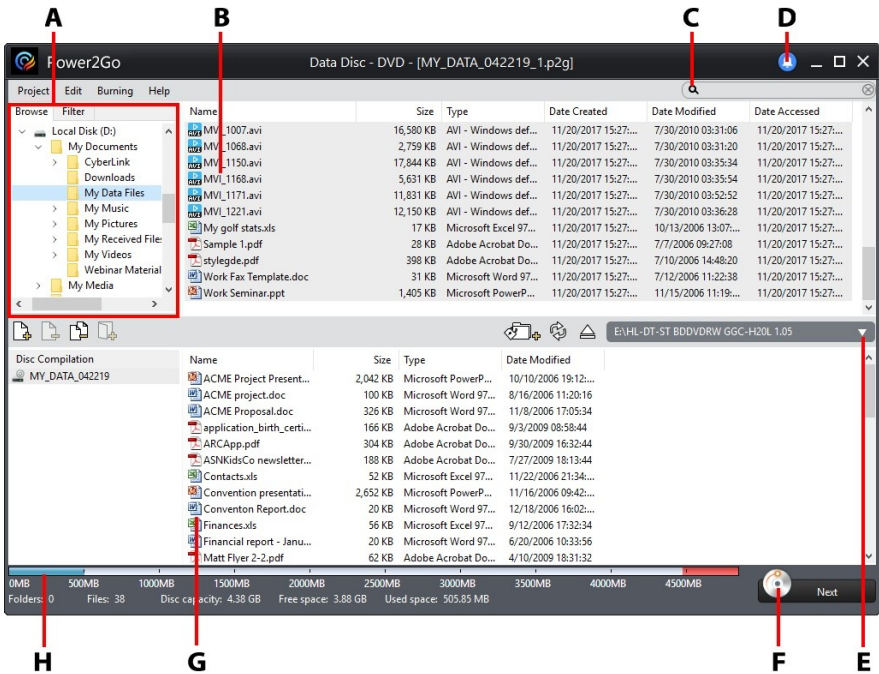 A B C D
Power2Go Data Disc - DVD - [MY_DATA_042219_1.p2g]
Project Edit Burning Help
Browse Filter Name Size Type Date Created Date Modified Date Accessed
Local Disk (D:) MVI_1007.avi 16,580 KB AVI - Windows def... 11/20/2017 15:27:... 7/30/2010 03:31:06 11/20/2017 15:27:...
My Documents MVI_1068.avi 2,759 KB AVI - Windows def... 11/20/2017 15:27:... 7/30/2010 03:31:20 11/20/2017 15:27:...
CyberLink MVI_1150.avi 17,844 KB AVI - Windows def... 11/20/2017 15:27:... 7/30/2010 03:35:34 11/20/2017 15:27:...
Downloads MVI_1168.avi 5,631 KB AVI - Windows def... 11/20/2017 15:27:... 7/30/2010 03:35:54 11/20/2017 15:27:...
My Data Files MVI_1171.avi 11,831 KB AVI - Windows def... 11/20/2017 15:27:... 7/30/2010 03:52:52 11/20/2017 15:27:...
My Music MVI_1221.avi 12,150 KB AVI - Windows def... 11/20/2017 15:27:... 7/30/2010 03:36:28 11/20/2017 15:27:...
My Pictures My golf stats.xls 17 KB Microsoft Excel 97... 11/20/2017 15:27:... 10/13/2006 13:07:... 11/20/2017 15:27:...
My Received Files Sample 1.pdf 28 KB Adobe Acrobat Do... 11/20/2017 15:27:... 7/7/2006 09:27:08 11/20/2017 15:27:...
My Videos stylegde.pdf 398 KB Adobe Acrobat Do... 11/20/2017 15:27:... 7/10/2006 14:48:20 11/20/2017 15:27:...
Webinar Material Work Fax Template.doc 31 KB Microsoft Word 97... 11/20/2017 15:27:... 7/12/2006 11:22:38 11/20/2017 15:27:...
My Media Work Seminar.ppt 1,405 KB Microsoft PowerP... 11/20/2017 15:27:... 11/15/2006 11:19:... 11/20/2017 15:27:...
E:\HL-DT-ST BDDVDRW GGC-H20L 1.05
Disc Compilation Name Size Type Date Modified
MY_DATA_042219 ACME Project Present... 2,042 KB Microsoft PowerP... 10/10/2006 19:12:...
ACME project.doc 100 KB Microsoft Word 97... 8/16/2006 11:20:16
ACME Proposal.doc 326 KB Microsoft Word 97... 11/8/2006 17:05:34
application_birth_certi... 166 KB Adobe Acrobat Do... 9/3/2009 08:58:44
ARCApp.pdf 304 KB Adobe Acrobat Do... 9/30/2009 16:32:44
ASNKidsCo newsletter... 188 KB Adobe Acrobat Do... 7/27/2009 18:13:44
Contacts.xls 52 KB Microsoft Excel 97... 11/22/2006 21:34:...
Convention presentati... 2,652 KB Microsoft PowerP... 11/16/2006 09:42:...
Conventon Report.doc 20 KB Microsoft Word 97... 12/18/2006 16:02:...
Finances.xls 56 KB Microsoft Excel 97... 9/12/2006 17:32:34
Financial report - Janu... 20 KB Microsoft Word 97... 6/20/2006 10:33:56
Matt Flyer 2-2.pdf 62 KB Adobe Acrobat Do... 4/10/2009 18:31:32
0MB 500MB 1000MB 1500MB 2000MB 2500MB 3000MB 3500MB 4000MB 4500MB
Folders: 0 Files: 38 Disc capacity: 4.38 GB Free space: 3.88 GB Used space: 505.85 MB Next
H G F E